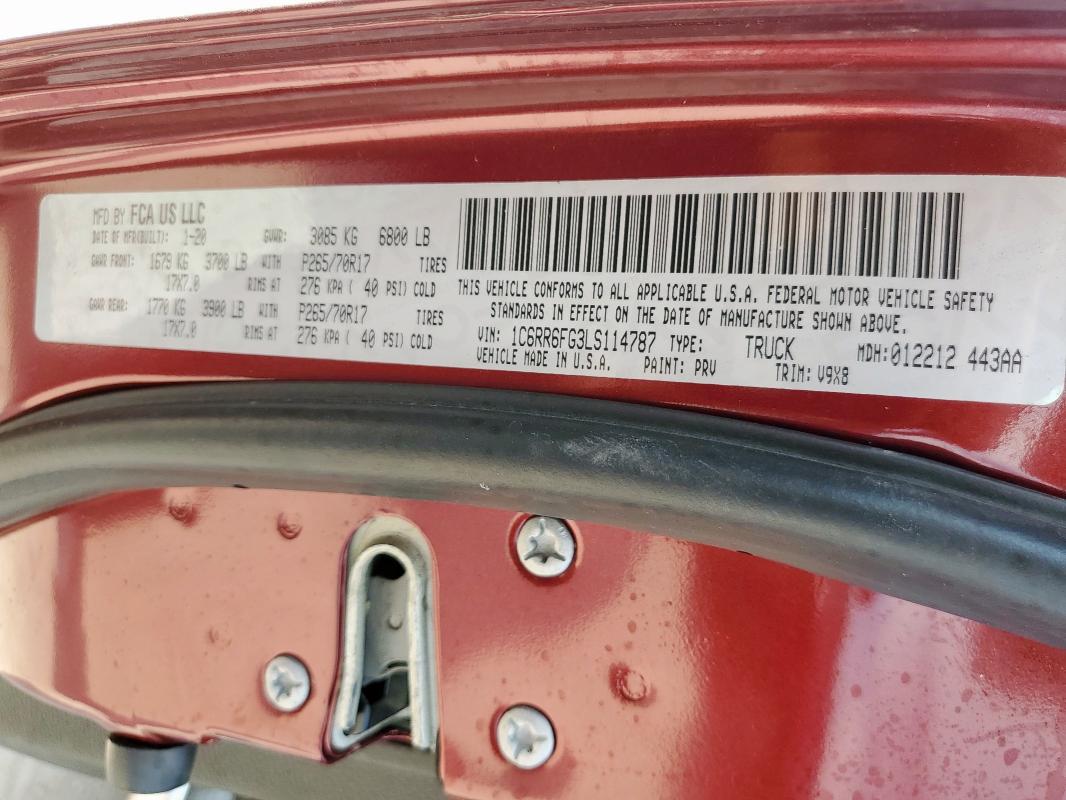 MFD BY FCA US LLC
DATE OF MFR(BUILT): 1-20 GVWR: 3085 KG 6800 LB
GAWR FRONT: 1679 KG 3700 LB WITH P265/70R17 TIRES
17X7.0 RIMS AT 276 KPA ( 40 PSI) COLD
GAWR REAR: 1770 KG 3900 LB WITH P265/70R17 TIRES
17X7.0 RIMS AT 276 KPA ( 40 PSI) COLD
THIS VEHICLE CONFORMS TO ALL APPLICABLE U.S.A. FEDERAL MOTOR VEHICLE SAFETY
STANDARDS IN EFFECT ON THE DATE OF MANUFACTURE SHOWN ABOVE.
VIN: 1C6RR6FG3LS114787 TYPE: TRUCK MDH:012212 443AA
VEHICLE MADE IN U.S.A. PAINT: PRV TRIM: V9X8